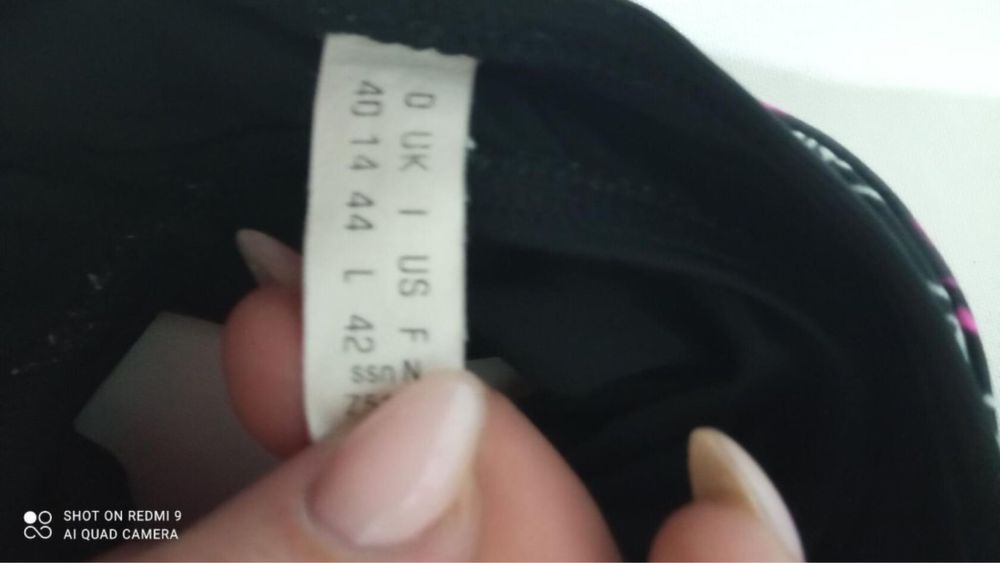 D UK I US F
40 14 44 L 42
SHOT ON REDMI 9
AI QUAD CAMERA